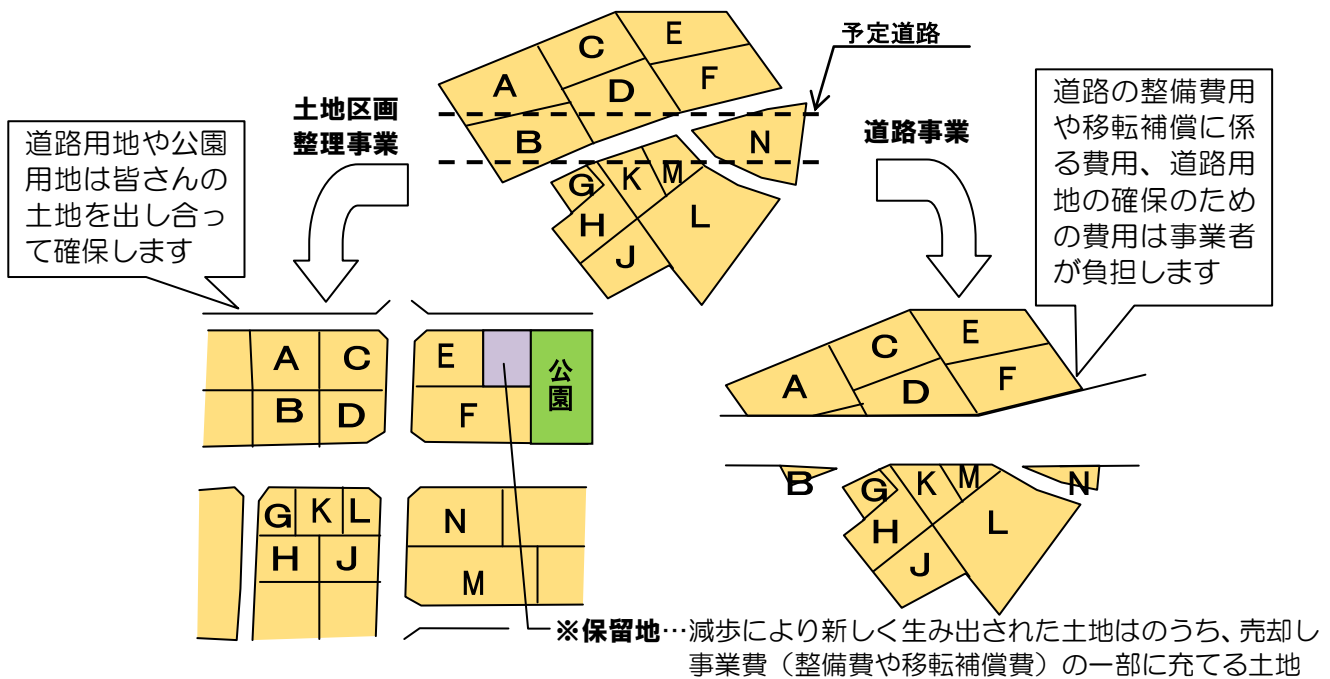 予定道路
C
E
A
D
F
B
N
G
K
M
H
L
J
土地区画
整理事業
道路事業
道路用地や公園
用地は皆さんの
土地を出し合っ
て確保します
道路の整備費用
や移転補償に係
る費用、道路用
地の確保のため
の費用は事業者
が負担します
A
C
E
公園
B
D
F
G
K
L
N
H
J
M
C
E
A
D
F
B
G
K
M
N
H
L
J
※保留地…減歩により新しく生み出された土地はのうち、売却し
事業費（整備費や移転補償費）の一部に充てる土地